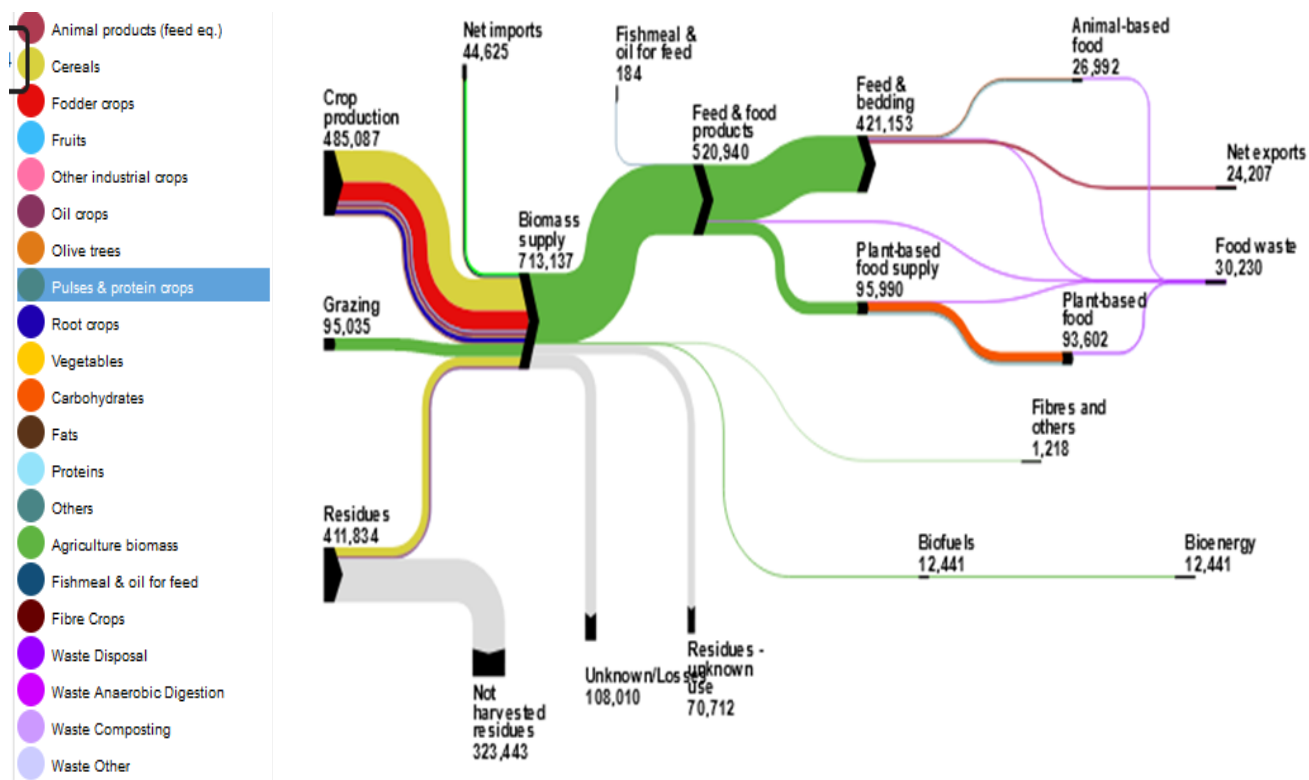 Animal products (feed eq.)
Cereals
Fodder crops
Fruits
Other industrial crops
Oil crops
Olive trees
Pulses & protein crops
Root crops
Vegetables
Carbohydrates
Fats
Proteins
Others
Agriculture biomass
Fishmeal & oil for feed
Fibre Crops
Waste Disposal
Waste Anaerobic Digestion
Waste Composting
Waste Other
Crop
production
485,087
Net imports
44,625
Fishmeal &
oil for feed
184
Feed & food
products
520,940
Feed &
bedding
421,153
Animal-based
food
26,992
Net exports
24,207
Food waste
30,230
Biomass
supply
713,137
Plant-based
food supply
95,990
Plant-based
food
93,602
Grazing
95,035
Fibres and
others
1,218
Residues
411,834
Biofuels
12,441
Bioenergy
12,441
Not
harvested
residues
323,443
Unknown/Losses
108,010
Residues -
unknown
use
70,712